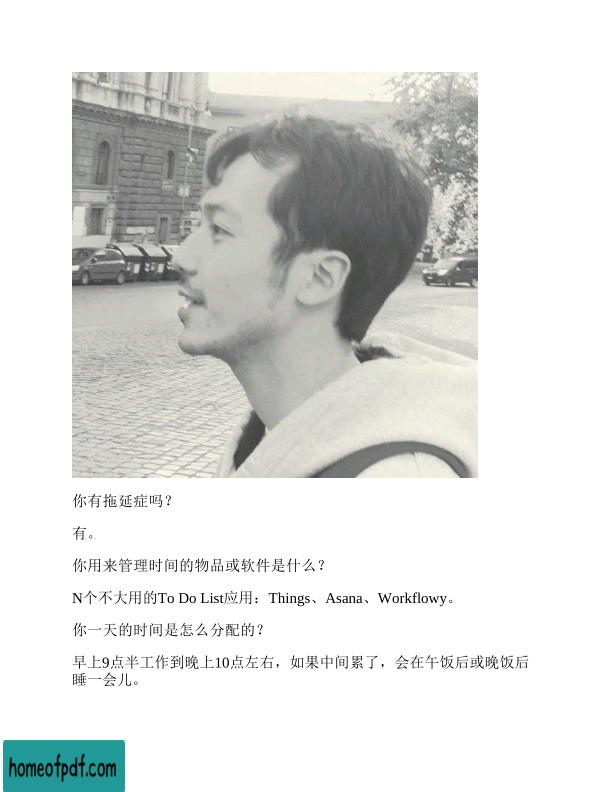 你有拖延症吗？
有。
你用来管理时间的物品或软件是什么？
N个不大用的To Do List应用：Things、Asana、Workflowy。
你一天的时间是怎么分配的？
早上9点半工作到晚上10点左右，如果中间累了，会在午饭后或晚饭后
睡一会儿。
homeofpdf.com